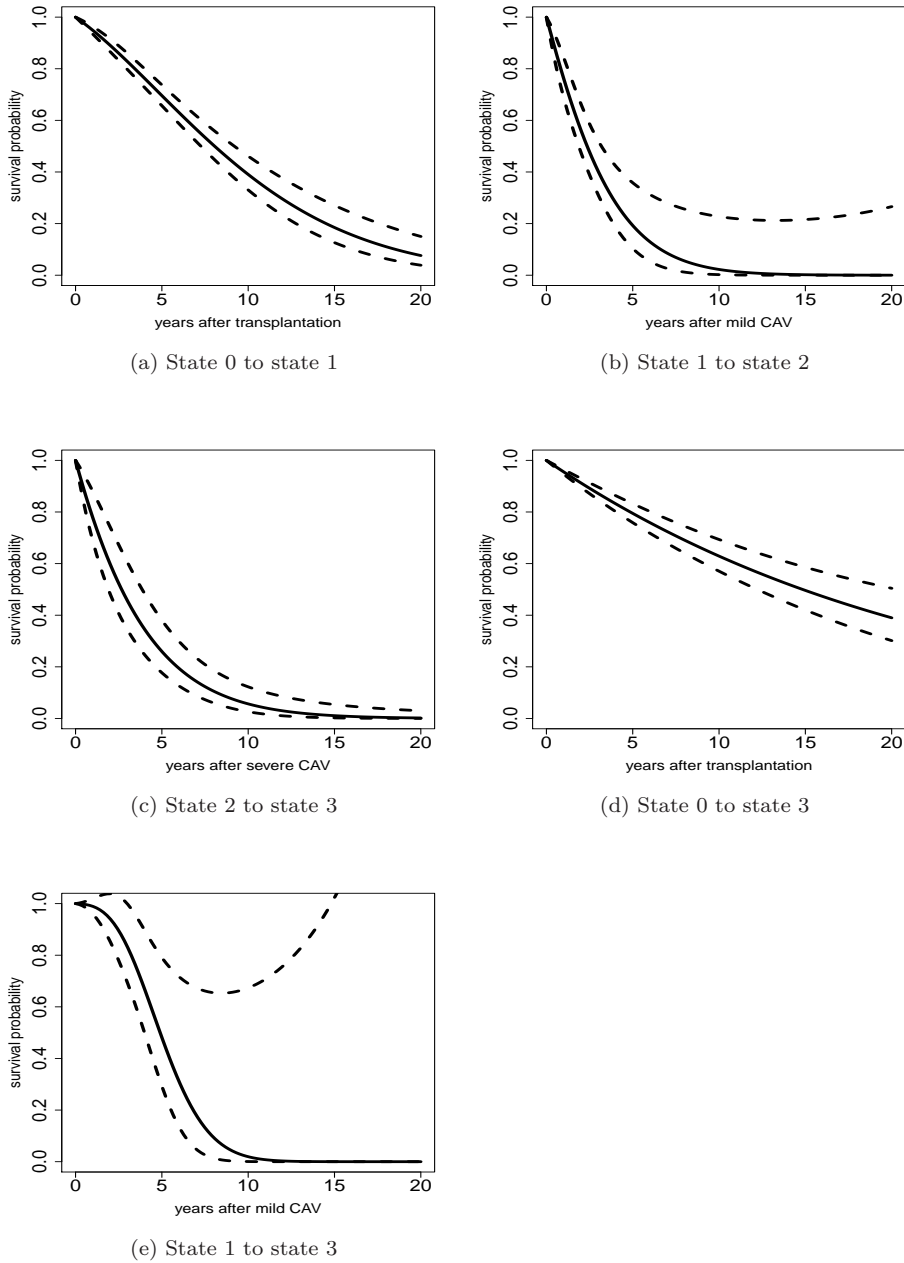 survival probability
0.0 0.2 0.4 0.6 0.8 1.0
0 5 10 15 20
years after transplantation
(a) State 0 to state 1
survival probability
0.0 0.2 0.4 0.6 0.8 1.0
0 5 10 15 20
years after mild CAV
(b) State 1 to state 2
survival probability
0.0 0.2 0.4 0.6 0.8 1.0
0 5 10 15 20
years after severe CAV
(c) State 2 to state 3
survival probability
0.0 0.2 0.4 0.6 0.8 1.0
0 5 10 15 20
years after transplantation
(d) State 0 to state 3
survival probability
0.0 0.2 0.4 0.6 0.8 1.0
0 5 10 15 20
years after mild CAV
(e) State 1 to state 3